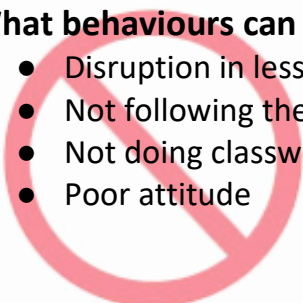 What behaviours can
● Disruption in less
● Not following the
● Not doing classw
● Poor attitude